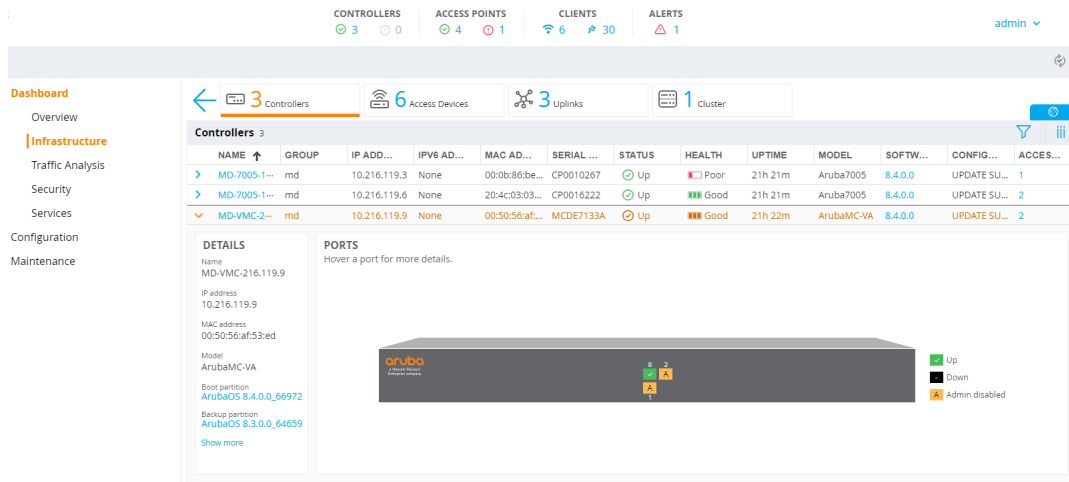 CONTROLLERS ACCESS POINTS CLIENTS ALERTS
3 0 4 1 6 30 1
admin
Dashboard
Overview
Infrastructure
Traffic Analysis
Security
Services
Configuration
Maintenance
3 Controllers 6 Access Devices 3 Uplinks 1 Cluster
Controllers 3
NAME GROUP IP ADD... IPV6 AD... MAC AD... SERIAL ... STATUS HEALTH UPTIME MODEL SOFTW... CONFIG... ACCES...
MD-7005-1... md 10.216.119.3 None 00:0b:86:be... CP0010267 Up Poor 21h 21m Aruba7005 8.4.0.0 UPDATE SU... 1
MD-7005-1... md 10.216.119.6 None 20:4c:03:03... CP0016222 Up Good 21h 21m Aruba7005 8.4.0.0 UPDATE SU... 2
MD-VMC-2... md 10.216.119.9 None 00:50:56:af:... MCDE7133A Up Good 21h 22m ArubaMC-VA 8.4.0.0 UPDATE SU... 2
DETAILS
Name
MD-VMC-216.119.9
IP address
10.216.119.9
MAC address
00:50:56:af:53:ed
Model
ArubaMC-VA
Boot partition
ArubaOS 8.4.0.0_66972
Backup partition
ArubaOS 8.3.0.0_64659
Show more
PORTS
Hover a port for more details.
aruba
a Hewlett Packard
Enterprise company
0 2
A
A
1
Up
Down
A Admin disabled